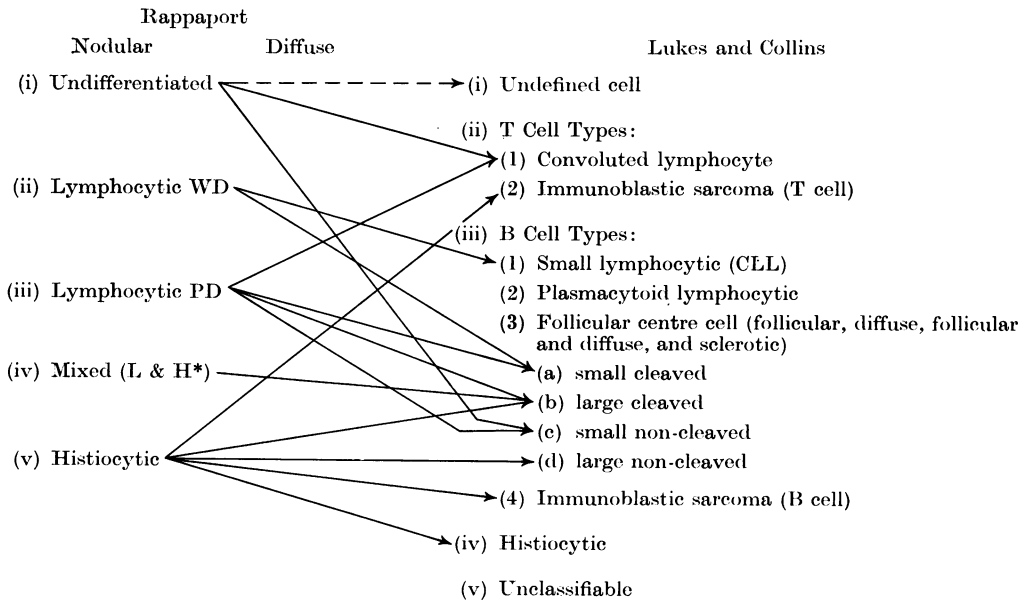 Rappaport
Nodular Diffuse Lukes and Collins
(i) Undifferentiated (i) Undefined cell
(ii) T Cell Types:
(1) Convoluted lymphocyte
(ii) Lymphocytic WD (2) Immunoblastic sarcoma (T cell)
(iii) B Cell Types:
(1) Small lymphocytic (CLL)
(iii) Lymphocytic PD (2) Plasmacytoid lymphocytic
(3) Follicular centre cell (follicular, diffuse, follicular
and diffuse, and sclerotic)
(iv) Mixed (L & H*) (a) small cleaved
(b) large cleaved
(c) small non-cleaved
(v) Histiocytic (d) large non-cleaved
(4) Immunoblastic sarcoma (B cell)
(iv) Histiocytic
(v) Unclassifiable